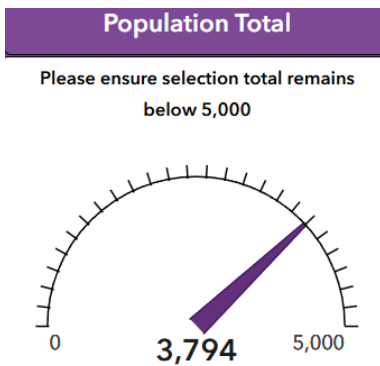 Population Total
Please ensure selection total remains
below 5,000
0
3,794
5,000